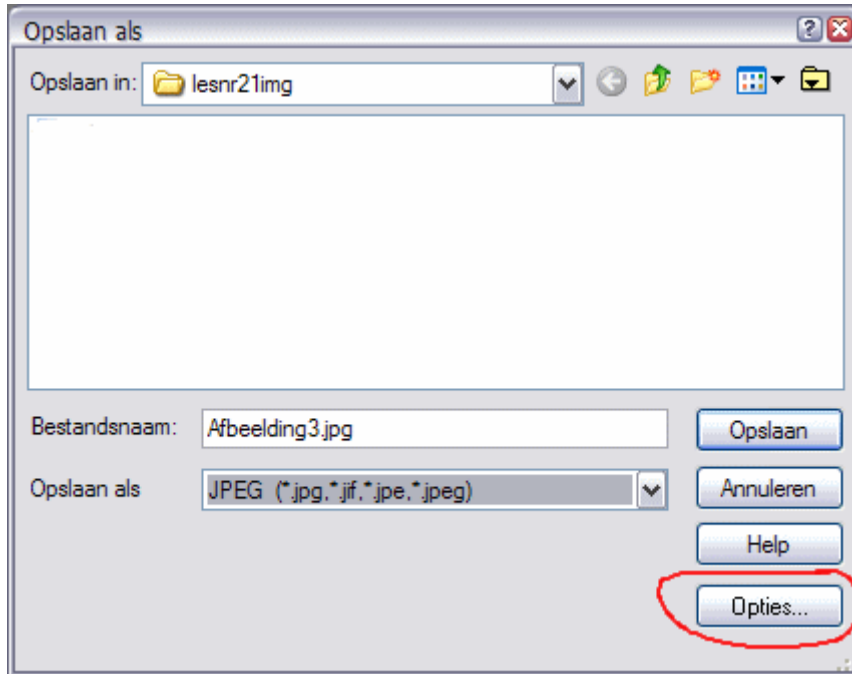 Opslaan als
Opslaan in: lesnr21img
Bestandsnaam: Afbeelding3.jpg Opslaan
Opslaan als JPEG (*.jpg,*.jif,*.jpe,*.jpeg) Annuleren
Help
Opties...